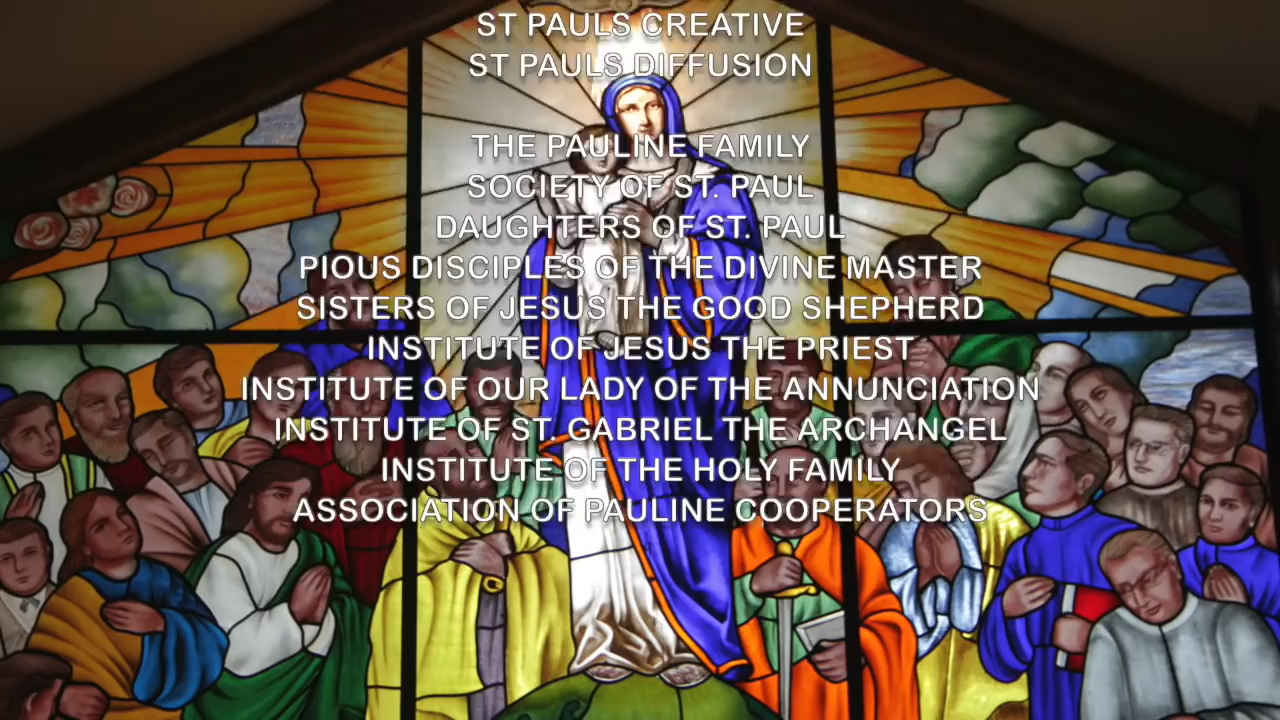 ST PAULS CREATIVE
ST PAULS DIFFUSION
THE PAULINE FAMILY
SOCIETY OF ST. PAUL
DAUGHTERS OF ST. PAUL
PIOUS DISCIPLES OF THE DIVINE MASTER
SISTERS OF JESUS THE GOOD SHEPHERD
INSTITUTE OF JESUS THE PRIEST
INSTITUTE OF OUR LADY OF THE ANNUNCIATION
INSTITUTE OF ST. GABRIEL THE ARCHANGEL
INSTITUTE OF THE HOLY FAMILY
ASSOCIATION OF PAULINE COOPERATORS